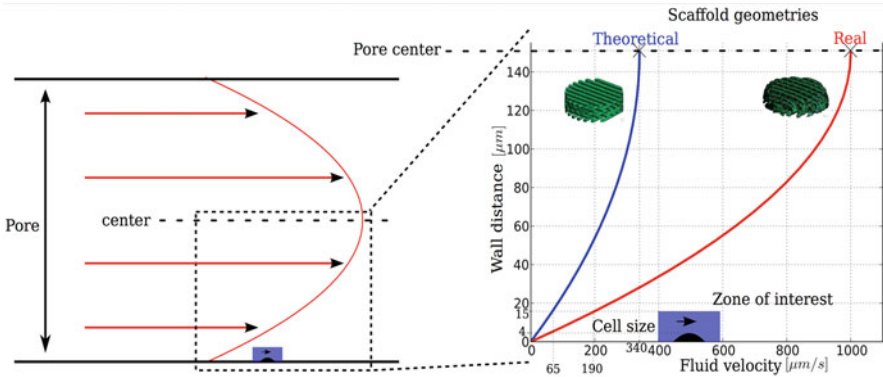 Scaffold geometries
Pore center
Theoretical
Real
Pore
center
Wall distance [μm]
140
120
100
80
60
40
20
15
4
0
Zone of interest
Cell size
0
200
340
400
600
800
1000
65
190
Fluid velocity [μm/s]